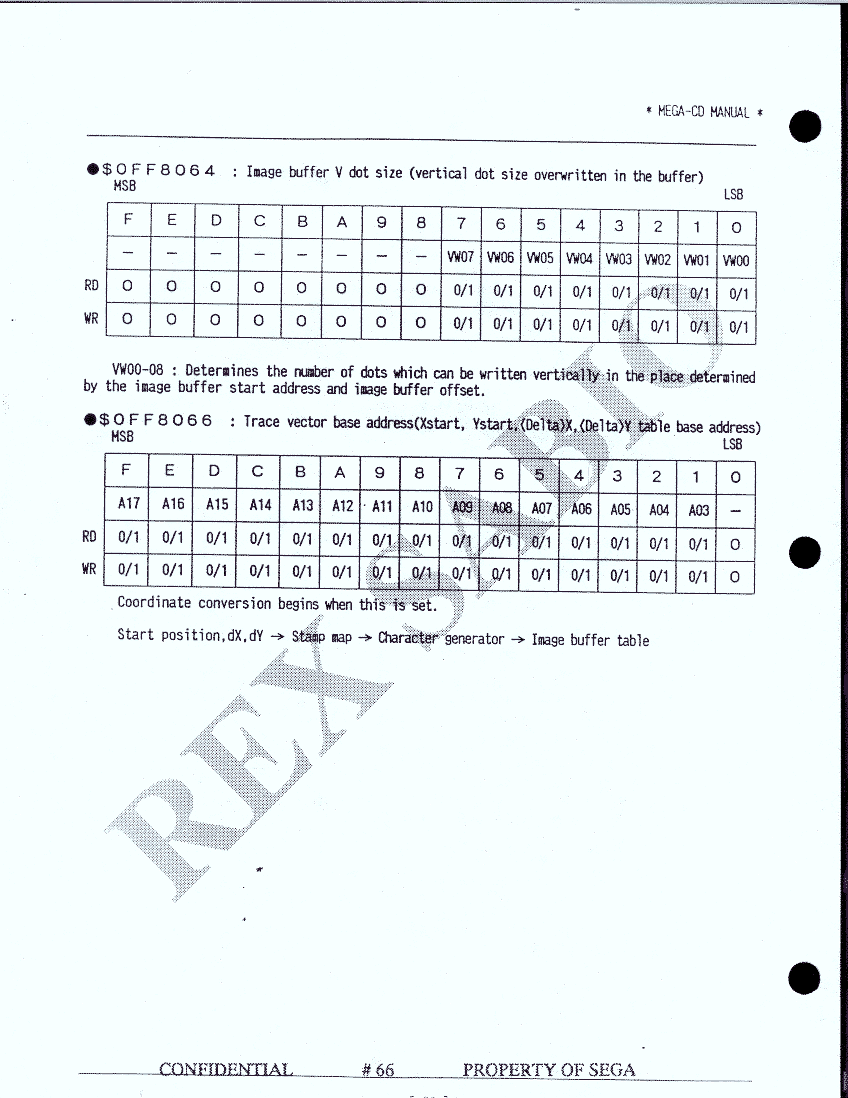 * MEGA-CD MANUAL *
●$0FF8064 : Image buffer V dot size (vertical dot size overwritten in the buffer)
MSB LSB
F E D C B A 9 8 7 6 5 4 3 2 1 0
— — — — — — — — VW07 VW06 VW05 VW04 VW03 VW02 VW01 VW00
RD 0 0 0 0 0 0 0 0 0/1 0/1 0/1 0/1 0/1 0/1 0/1 0/1
WR 0 0 0 0 0 0 0 0 0/1 0/1 0/1 0/1 0/1 0/1 0/1 0/1
VW00-08 : Determines the number of dots which can be written vertically in the place determined
by the image buffer start address and image buffer offset.
●$0FF8066 : Trace vector base address(Xstart, Ystart,(Delta)X,(Delta)Y table base address)
MSB LSB
F E D C B A 9 8 7 6 5 4 3 2 1 0
A17 A16 A15 A14 A13 A12 A11 A10 A09 A08 A07 A06 A05 A04 A03 —
RD 0/1 0/1 0/1 0/1 0/1 0/1 0/1 0/1 0/1 0/1 0/1 0/1 0/1 0/1 0/1 0
WR 0/1 0/1 0/1 0/1 0/1 0/1 0/1 0/1 0/1 0/1 0/1 0/1 0/1 0/1 0/1 0
Coordinate conversion begins when this is set.
Start position,dX,dY → Stamp map → Character generator → Image buffer table
REX SABIO
CONFIDENTIAL #66 PROPERTY OF SEGA